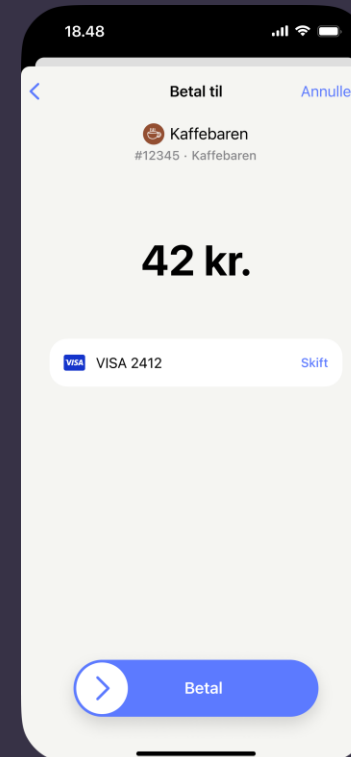 18.48
Betal til
Annulle
Kaffebaren
#12345 · Kaffebaren
42 kr.
VISA VISA 2412 Skift
Betal